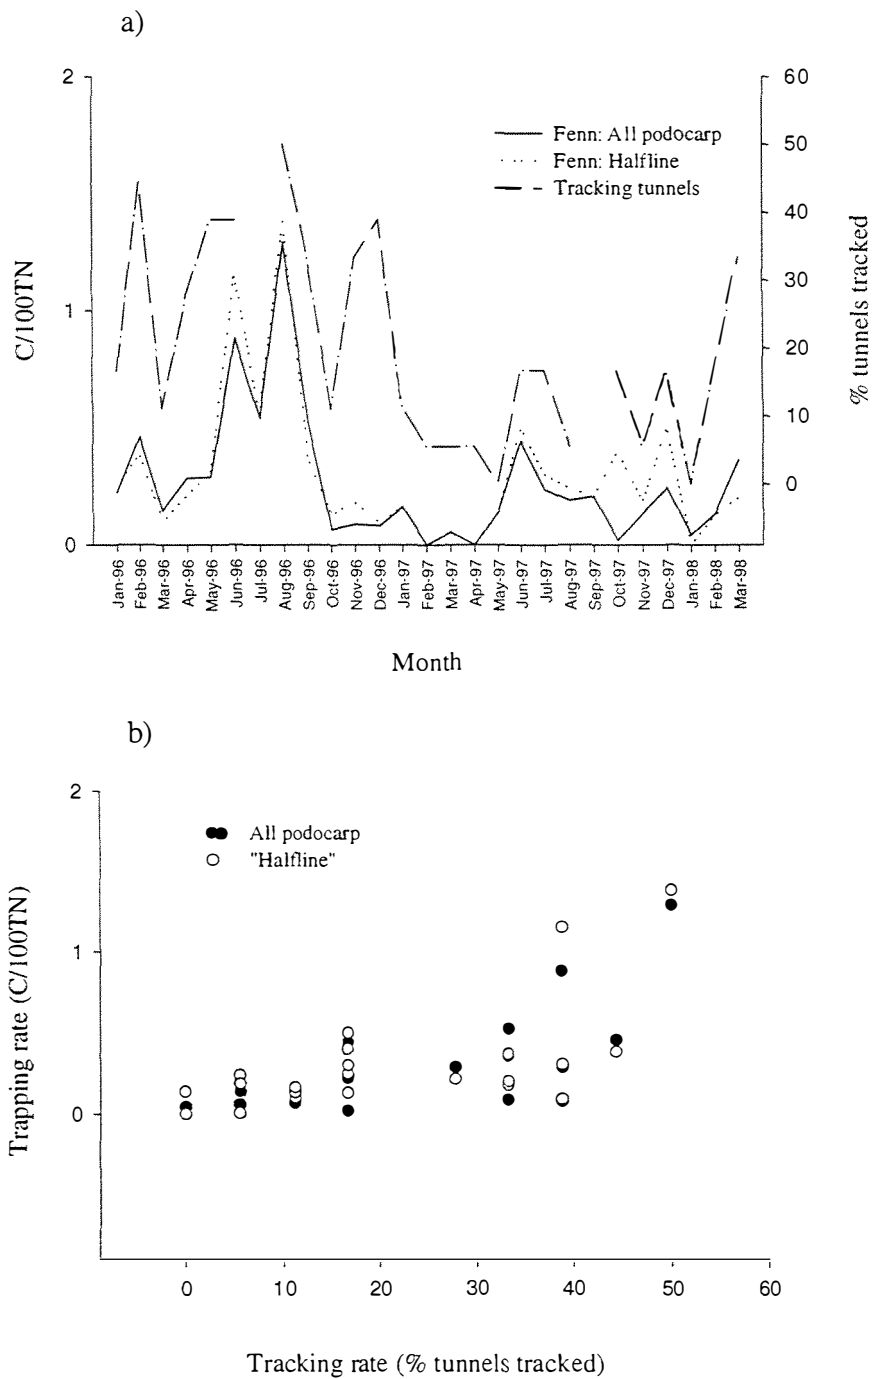 a)
2
1
0
C/100TN
60
50
40
30
20
10
0
% tunnels tracked
Fenn: All podocarp
Fenn: Halfline
Tracking tunnels
Jan-96
Feb-96
Mar-96
Apr-96
May-96
Jun-96
Jul-96
Aug-96
Sep-96
Oct-96
Nov-96
Dec-96
Jan-97
Feb-97
Mar-97
Apr-97
May-97
Jun-97
Jul-97
Aug-97
Sep-97
Oct-97
Nov-97
Dec-97
Jan-98
Feb-98
Mar-98
Month
b)
2
1
0
Trapping rate (C/100TN)
All podocarp
"Halfline"
0 10 20 30 40 50 60
Tracking rate (% tunnels tracked)